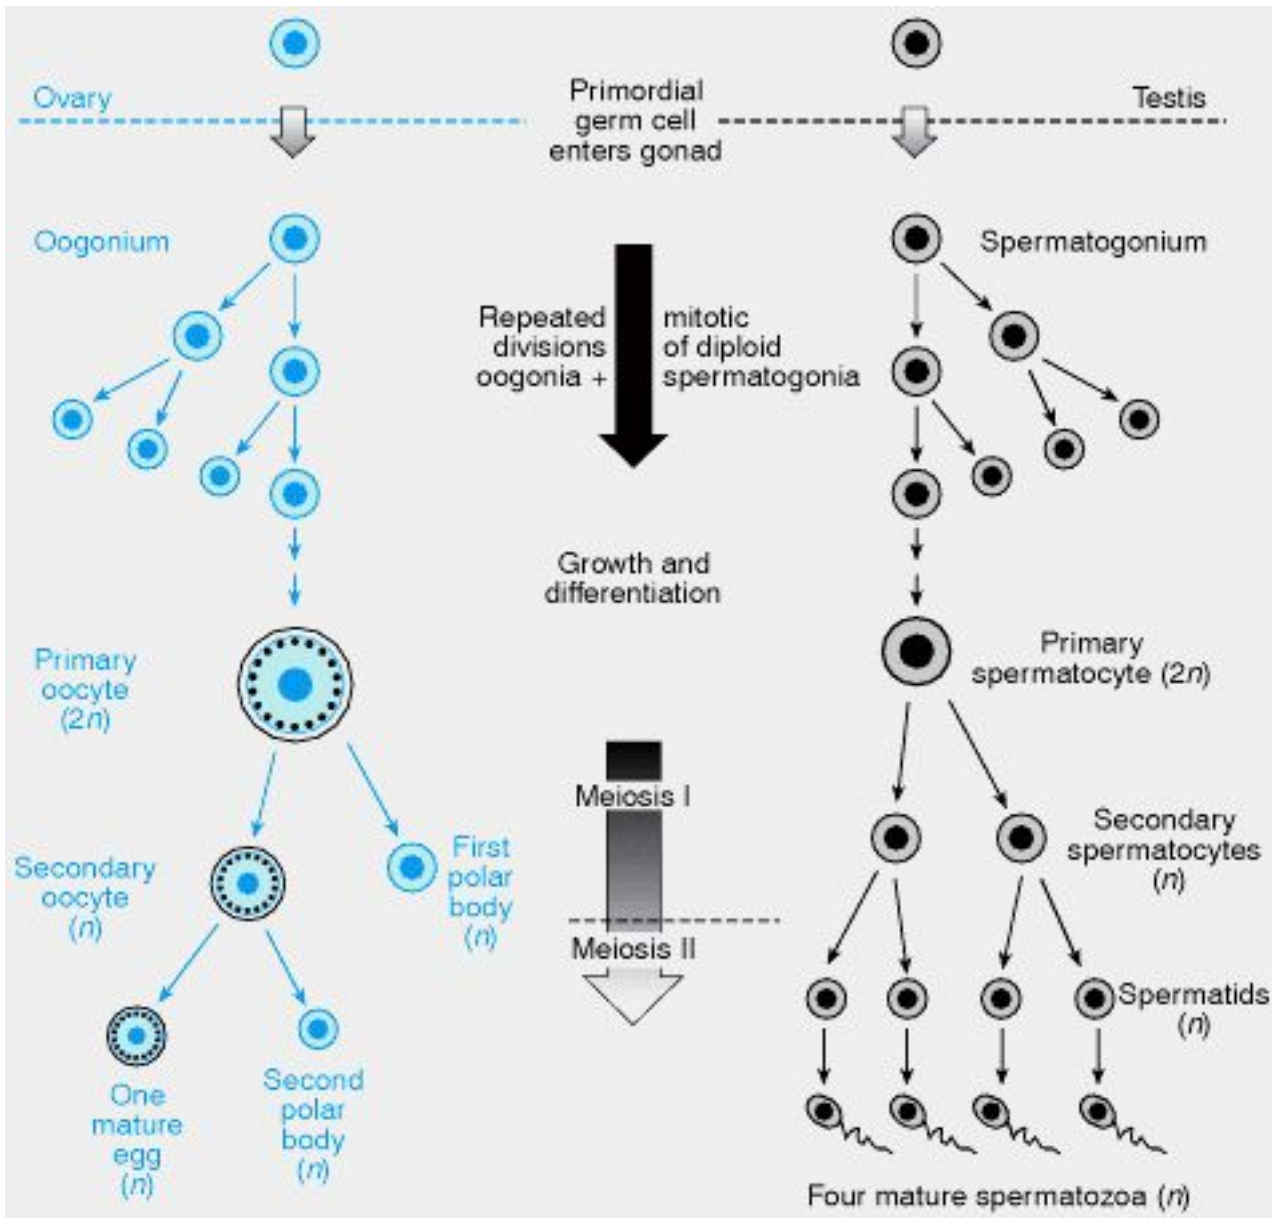 Ovary
Primordial
germ cell
enters gonad
Testis
Oogonium
Spermatogonium
Repeated mitotic
divisions of diploid
oogonia + spermatogonia
Growth and
differentiation
Primary
oocyte
(2n)
Primary
spermatocyte (2n)
Meiosis I
Secondary
oocyte
(n)
First
polar
body
(n)
Secondary
spermatocytes
(n)
Meiosis II
Spermatids
(n)
One
mature
egg
(n)
Second
polar
body
(n)
Four mature spermatozoa (n)